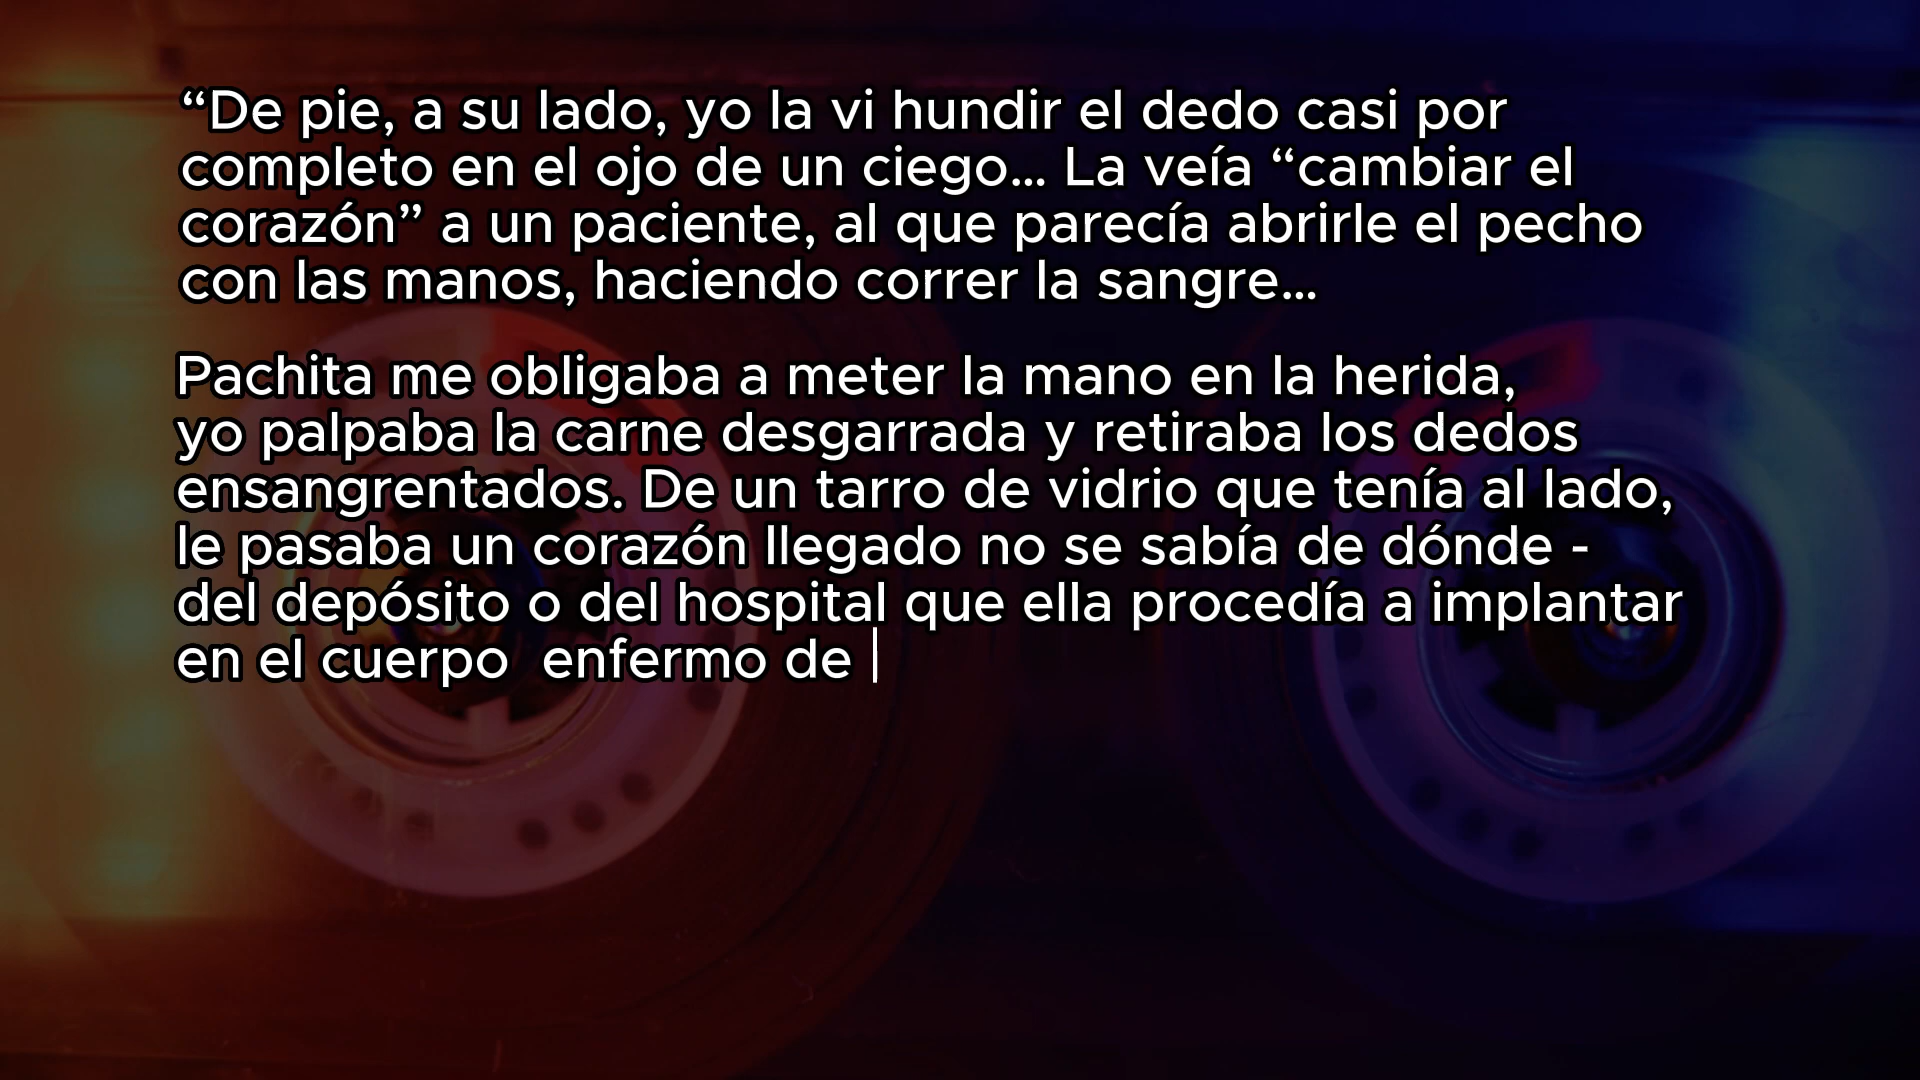 “De pie, a su lado, yo la vi hundir el dedo casi por
completo en el ojo de un ciego... La veía “cambiar el
corazón” a un paciente, al que parecía abrirle el pecho
con las manos, haciendo correr la sangre...
Pachita me obligaba a meter la mano en la herida,
yo palpaba la carne desgarrada y retiraba los dedos
ensangrentados. De un tarro de vidrio que tenía al lado,
le pasaba un corazón llegado no se sabía de dónde -
del depósito o del hospital que ella procedía a implantar
en el cuerpo  enfermo de